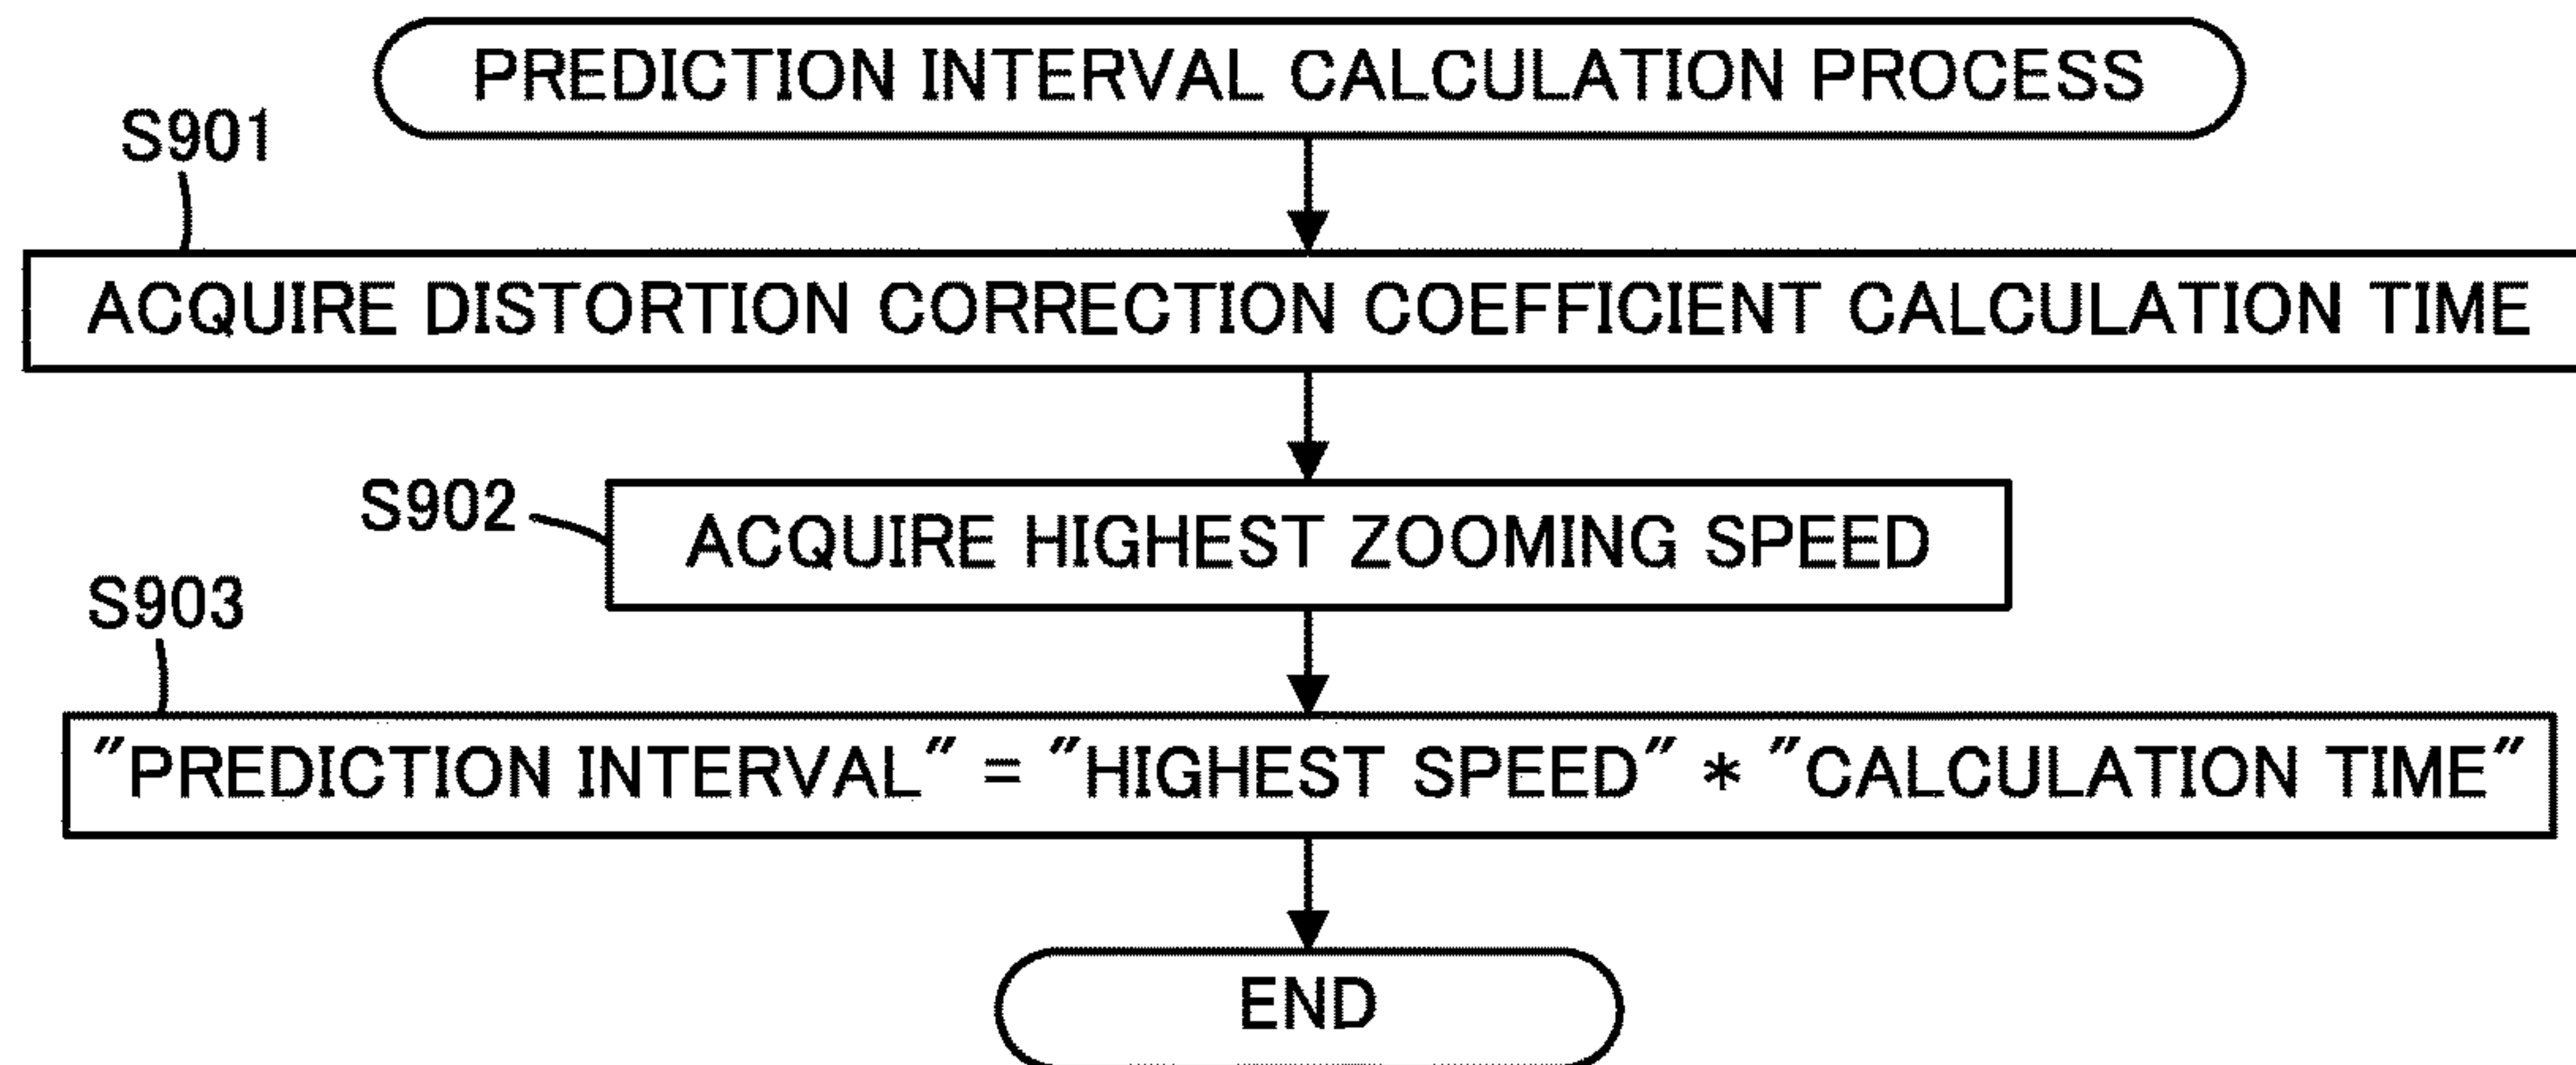 PREDICTION INTERVAL CALCULATION PROCESS
S901
ACQUIRE DISTORTION CORRECTION COEFFICIENT CALCULATION TIME
S902
ACQUIRE HIGHEST ZOOMING SPEED
S903
"PREDICTION INTERVAL" = "HIGHEST SPEED" * "CALCULATION TIME"
END